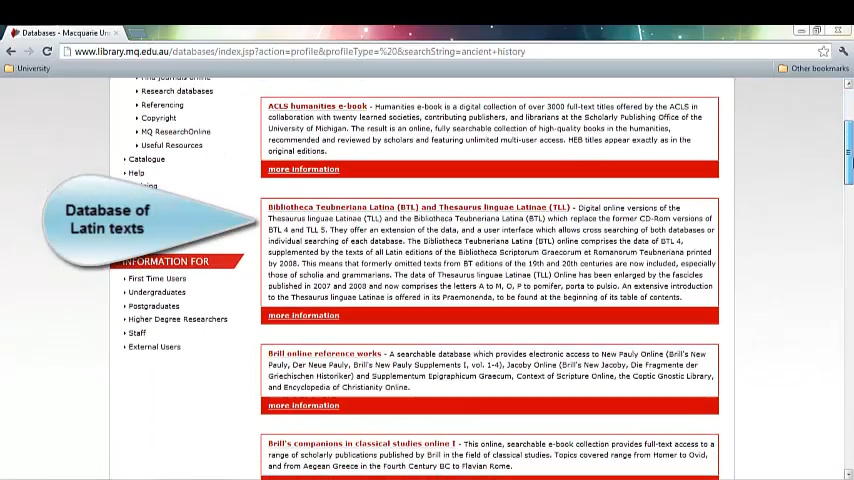 Databases - Macquarie Un
www.library.mq.edu.au/databases/index.jsp?action=profile&profileType=%20&searchString=ancient+history
University
Other bookmarks
Find journals online
Research databases
Referencing
Copyright
MQ ResearchOnline
Useful Resources
Catalogue
Help
Database of
Latin texts
INFORMATION FOR
First Time Users
Undergraduates
Postgraduates
Higher Degree Researchers
Staff
External Users
ACLS humanities e-book - Humanities e-book is a digital collection of over 3000 full-text titles offered by the ACLS in
collaboration with twenty learned societies, contributing publishers, and librarians at the Scholarly Publishing Office of the
University of Michigan. The result is an online, fully searchable collection of high-quality books in the humanities,
recommended and reviewed by scholars and featuring unlimited multi-user access. HEB titles appear exactly as in the
original editions.
more information
Bibliotheca Teubneriana Latina (BTL) and Thesaurus linguae Latinae (TLL) - Digital online versions of the
Thesaurus linguae Latinae (TLL) and the Bibliotheca Teubneriana Latina (BTL) which replace the former CD-Rom versions of
BTL 4 and TLL 5. They offer an extension of the data, and a user interface which allows cross searching of both databases or
individual searching of each database. The Bibliotheca Teubneriana Latina (BTL) online comprises the data of BTL 4,
supplemented by the texts of all Latin editions of the Bibliotheca Scriptorum Graecorum et Romanorum Teubneriana printed
by 2008. This means that formerly omitted texts from BT editions of the 19th and 20th centuries are now included, especially
those of scholia and grammarians. The data of Thesaurus linguae Latinae (TLL) Online has been enlarged by the fascicles
published in 2007 and 2008 and now comprises the letters A to M, O, P to pomifer, porta to pulsio. An extensive introduction
to the Thesaurus linguae Latinae is offered in its Praemonenda, to be found at the beginning of its table of contents.
more information
Brill online reference works - A searchable database which provides electronic access to New Pauly Online (Brill's New
Pauly, Der Neue Pauly, Brill's New Pauly Supplements I, vol. 1-4), Jacoby Online (Brill's New Jacoby, Die Fragmente der
Griechischen Historiker) and Supplementum Epigraphicum Graecum, Context of Scripture Online, the Coptic Gnostic Library,
and Encyclopedia of Christianity Online.
more information
Brill's companions in classical studies online I - This online, searchable e-book collection provides full-text access to a
range of scholarly publications published by Brill in the field of classical studies. Topics covered range from Homer to Ovid,
and from Aegean Greece in the Fourth Century BC to Flavian Rome.